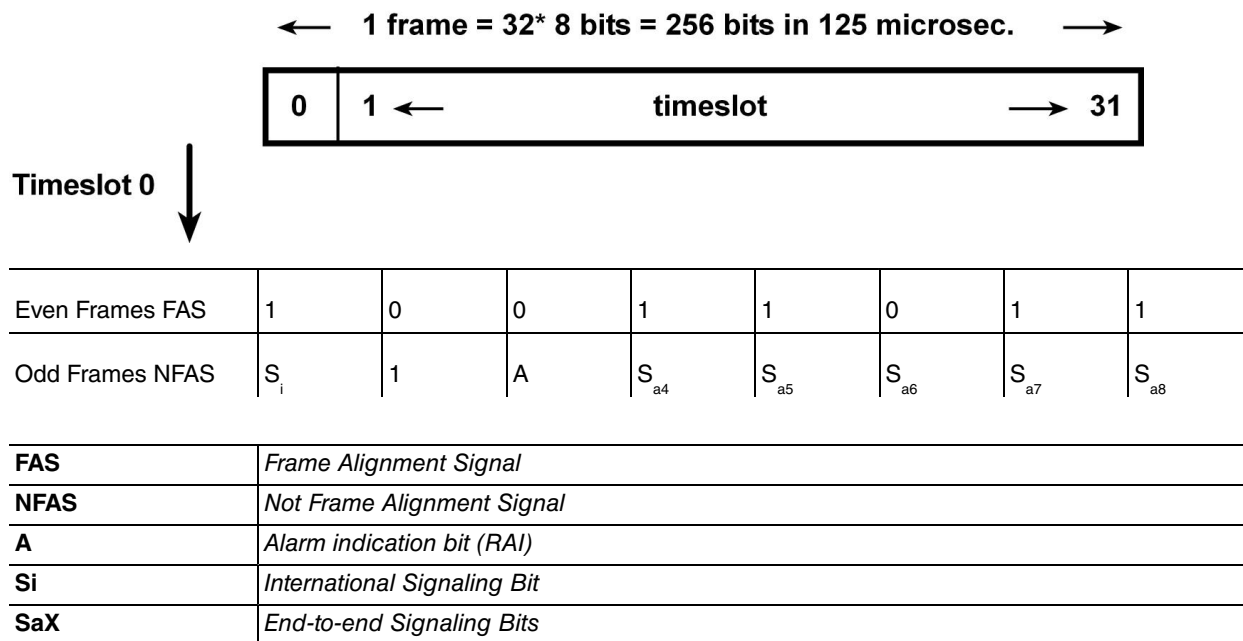 1 frame = 32* 8 bits = 256 bits in 125 microsec.
0 1 timeslot 31
Timeslot 0
Even Frames FAS 1 0 0 1 1 0 1 1
Odd Frames NFAS Si 1 A Sa4 Sa5 Sa6 Sa7 Sa8
FAS Frame Alignment Signal
NFAS Not Frame Alignment Signal
A Alarm indication bit (RAI)
Si International Signaling Bit
SaX End-to-end Signaling Bits